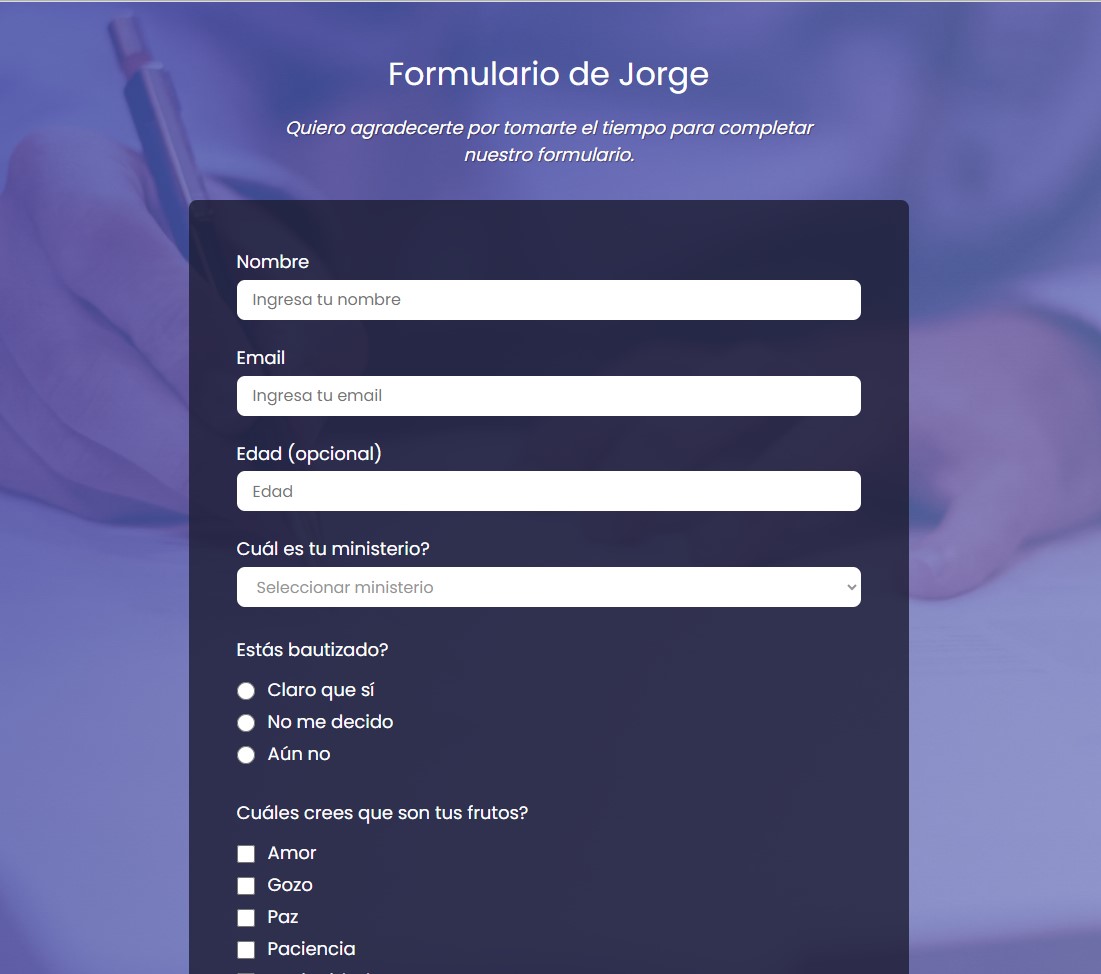 Formulario de Jorge
Quiero agradecerte por tomarte el tiempo para completar
nuestro formulario.
Nombre
Ingresa tu nombre
Email
Ingresa tu email
Edad (opcional)
Edad
Cuál es tu ministerio?
Seleccionar ministerio
Estás bautizado?
Claro que sí
No me decido
Aún no
Cuáles crees que son tus frutos?
Amor
Gozo
Paz
Paciencia